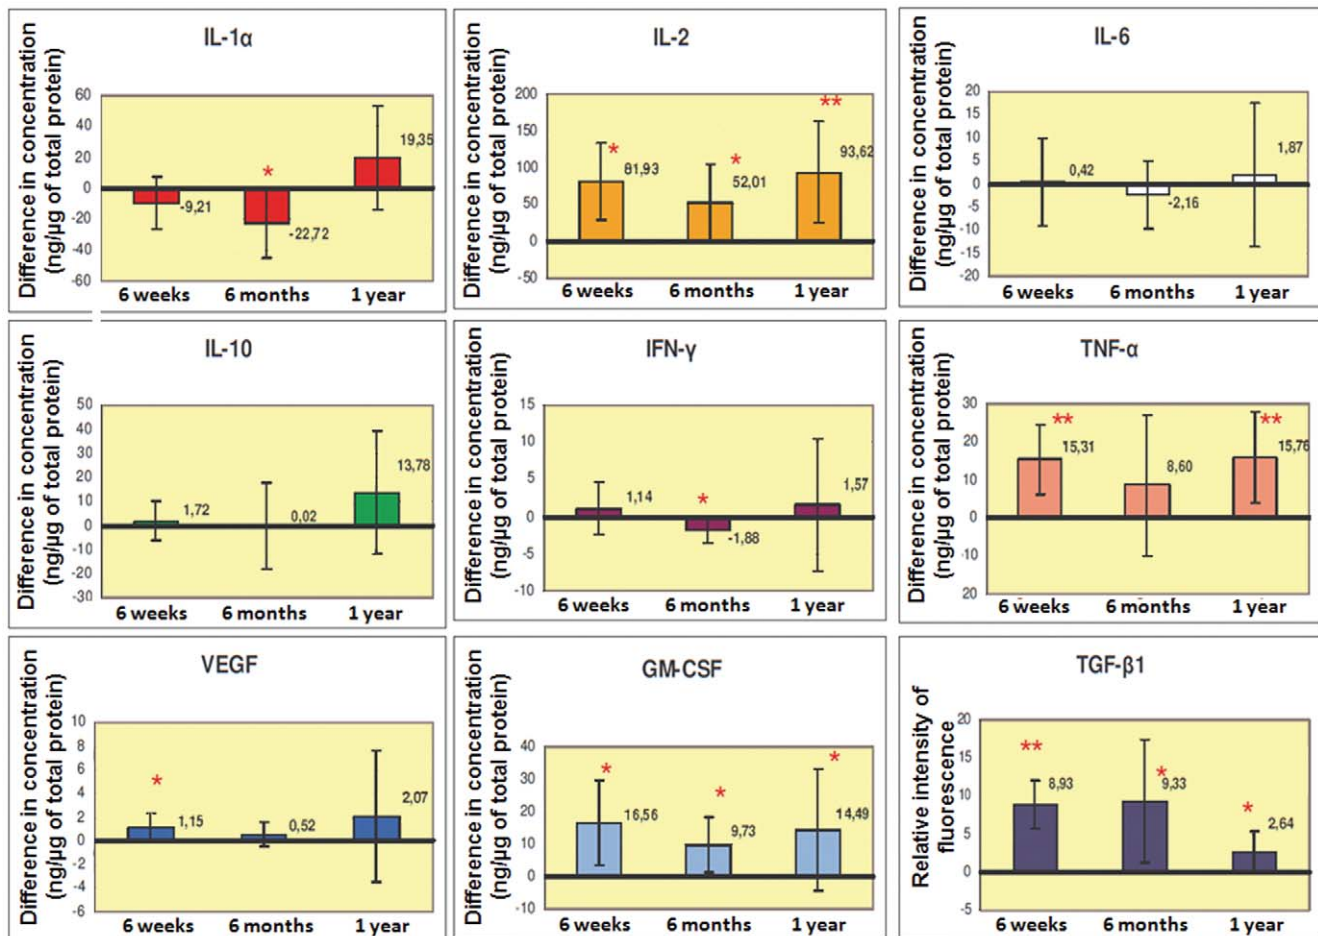 IL-1α
Difference in concentration
(ng/µg of total protein)
60
40
20
0
-20
-40
-60
*
-9,21
-22,72
19,35
6 weeks 6 months 1 year
IL-2
Difference in concentration
(ng/µg of total protein)
200
150
100
50
0
-50
*
*
**
81,93
52,01
93,62
6 weeks 6 months 1 year
IL-6
Difference in concentration
(ng/µg of total protein)
20
15
10
5
0
-5
-10
-15
-20
0,42
-2,16
1,87
6 weeks 6 months 1 year
IL-10
Difference in concentration
(ng/µg of total protein)
50
40
30
20
10
0
-10
-20
-30
1,72
0,02
13,78
6 weeks 6 months 1 year
IFN-γ
Difference in concentration
(ng/µg of total protein)
15
10
5
0
-5
-10
*
1,14
-1,88
1,57
6 weeks 6 months 1 year
TNF-α
Difference in concentration
(ng/µg of total protein)
30
20
10
0
10
20
**
**
15,31
8,60
15,76
6 weeks 6 months 1 year
VEGF
Difference in concentration
(ng/µg of total protein)
10
8
6
4
2
0
-2
-4
-6
*
1,15
0,52
2,07
6 weeks 6 months 1 year
GM-CSF
Difference in concentration
(ng/µg of total protein)
40
30
20
10
0
-10
*
*
*
16,56
9,73
14,49
6 weeks 6 months 1 year
TGF-β1
Relative intensity of
fluorescence
20
15
10
5
0
-5
**
*
*
8,93
9,33
2,64
6 weeks 6 months 1 year